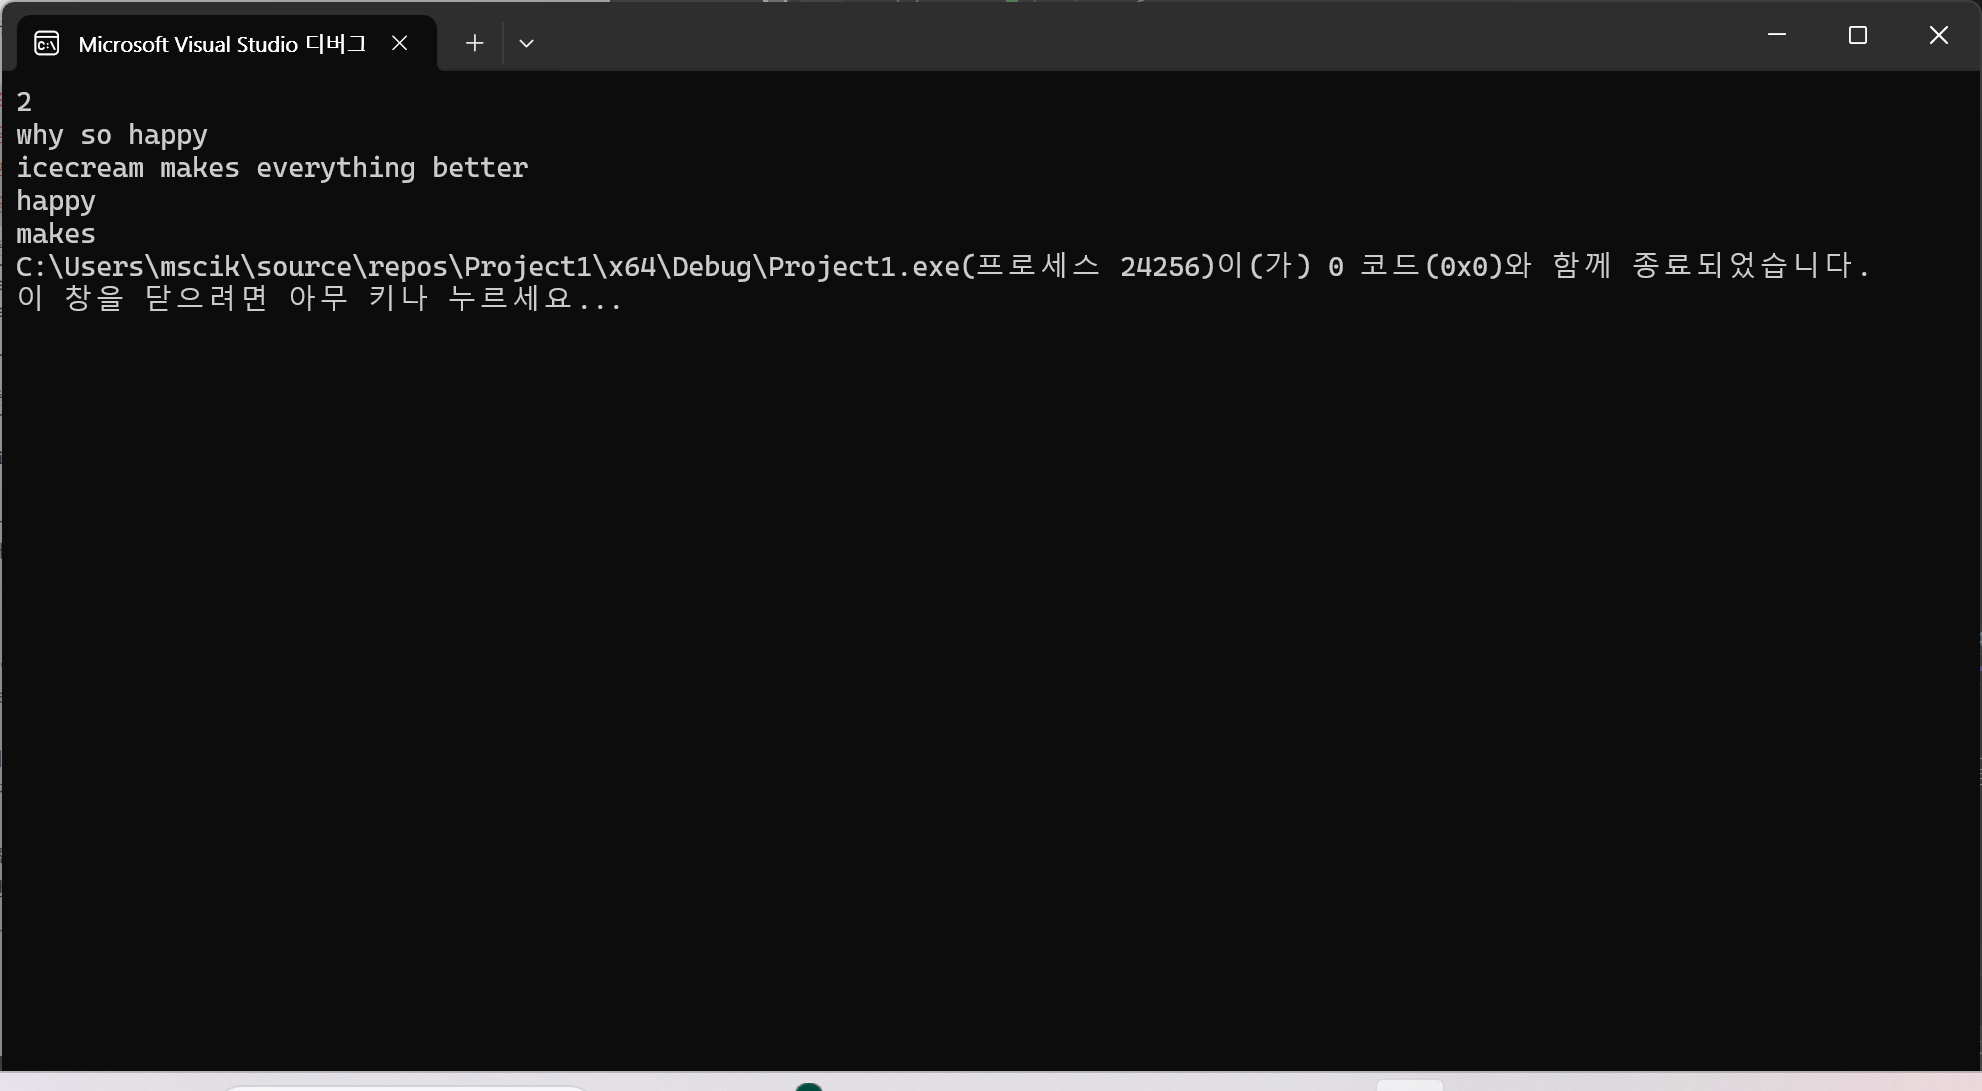 Microsoft Visual Studio 디버그
2
why so happy
icecream makes everything better
happy
makes
C:\Users\mscik\source\repos\Project1\x64\Debug\Project1.exe(프로세스 24256)이(가) 0 코드(0x0)와 함께 종료되었습니다.
이 창을 닫으려면 아무 키나 누르세요...